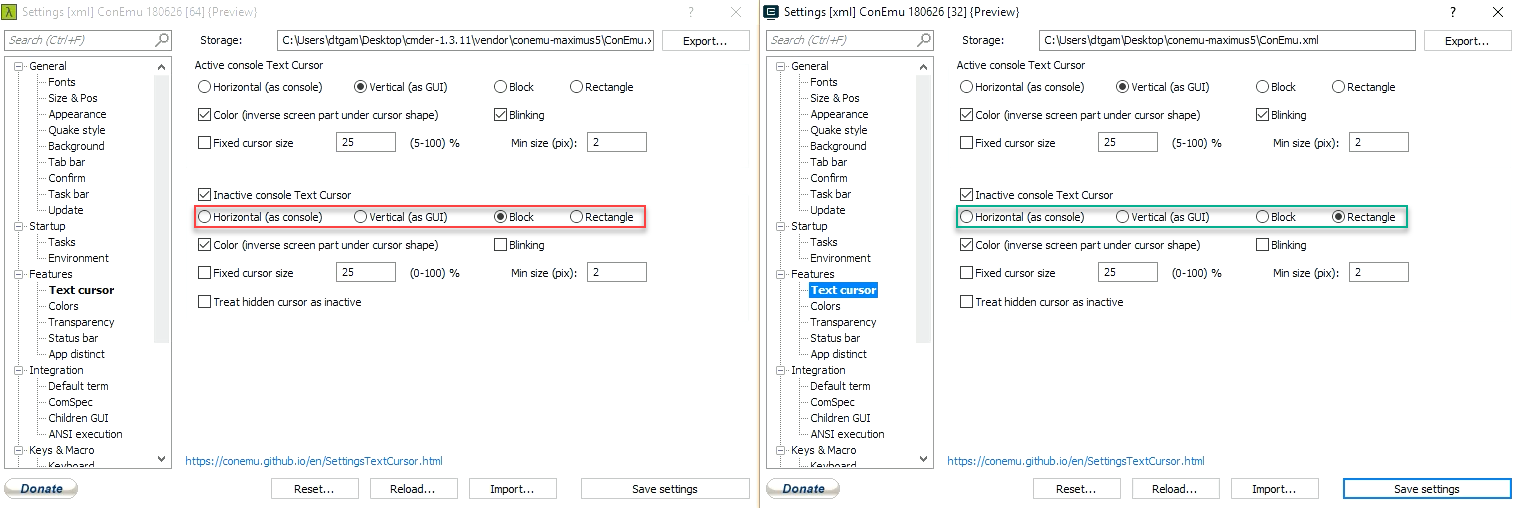 Settings [xml] ConEmu 180626 [64] {Preview}
Search (Ctrl+F)
Storage: C:\Users\dtgam\Desktop\cmder-1.3.11\vendor\conemu-maximus5\ConEmu.x Export...
General
Fonts
Size & Pos
Appearance
Quake style
Background
Tab bar
Confirm
Task bar
Update
Startup
Tasks
Environment
Features
Text cursor
Colors
Transparency
Status bar
App distinct
Integration
Default term
ComSpec
Children GUI
ANSI execution
Keys & Macro
Keyboard
Active console Text Cursor
Horizontal (as console) Vertical (as GUI) Block Rectangle
Color (inverse screen part under cursor shape) Blinking
Fixed cursor size 25 (5-100) % Min size (pix): 2
Inactive console Text Cursor
Horizontal (as console) Vertical (as GUI) Block Rectangle
Color (inverse screen part under cursor shape) Blinking
Fixed cursor size 25 (0-100) % Min size (pix): 2
Treat hidden cursor as inactive
https://conemu.github.io/en/SettingsTextCursor.html
Donate Reset... Reload... Import... Save settings
Settings [xml] ConEmu 180626 [32] {Preview}
Search (Ctrl+F)
Storage: C:\Users\dtgam\Desktop\conemu-maximus5\ConEmu.xml Export...
General
Fonts
Size & Pos
Appearance
Quake style
Background
Tab bar
Confirm
Task bar
Update
Startup
Tasks
Environment
Features
Text cursor
Colors
Transparency
Status bar
App distinct
Integration
Default term
ComSpec
Children GUI
ANSI execution
Keys & Macro
Keyboard
Active console Text Cursor
Horizontal (as console) Vertical (as GUI) Block Rectangle
Color (inverse screen part under cursor shape) Blinking
Fixed cursor size 25 (5-100) % Min size (pix): 2
Inactive console Text Cursor
Horizontal (as console) Vertical (as GUI) Block Rectangle
Color (inverse screen part under cursor shape) Blinking
Fixed cursor size 25 (0-100) % Min size (pix): 2
Treat hidden cursor as inactive
https://conemu.github.io/en/SettingsTextCursor.html
Donate Reset... Reload... Import... Save settings